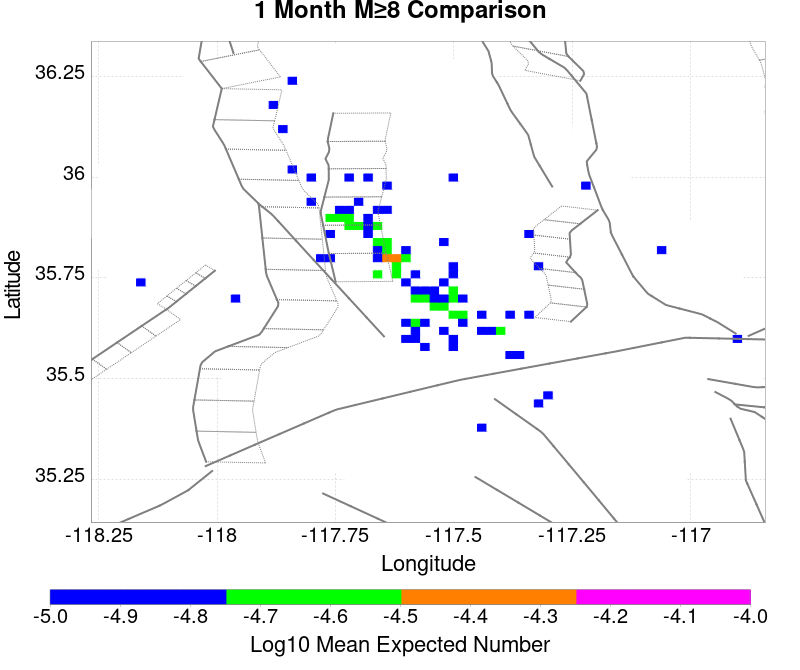 1 Month M≥8 Comparison
36.25
36
35.75
35.5
35.25
Latitude
-118.25 -118 -117.75 -117.5 -117.25 -117
Longitude
-5.0 -4.9 -4.8 -4.7 -4.6 -4.5 -4.4 -4.3 -4.2 -4.1 -4.0
Log10 Mean Expected Number